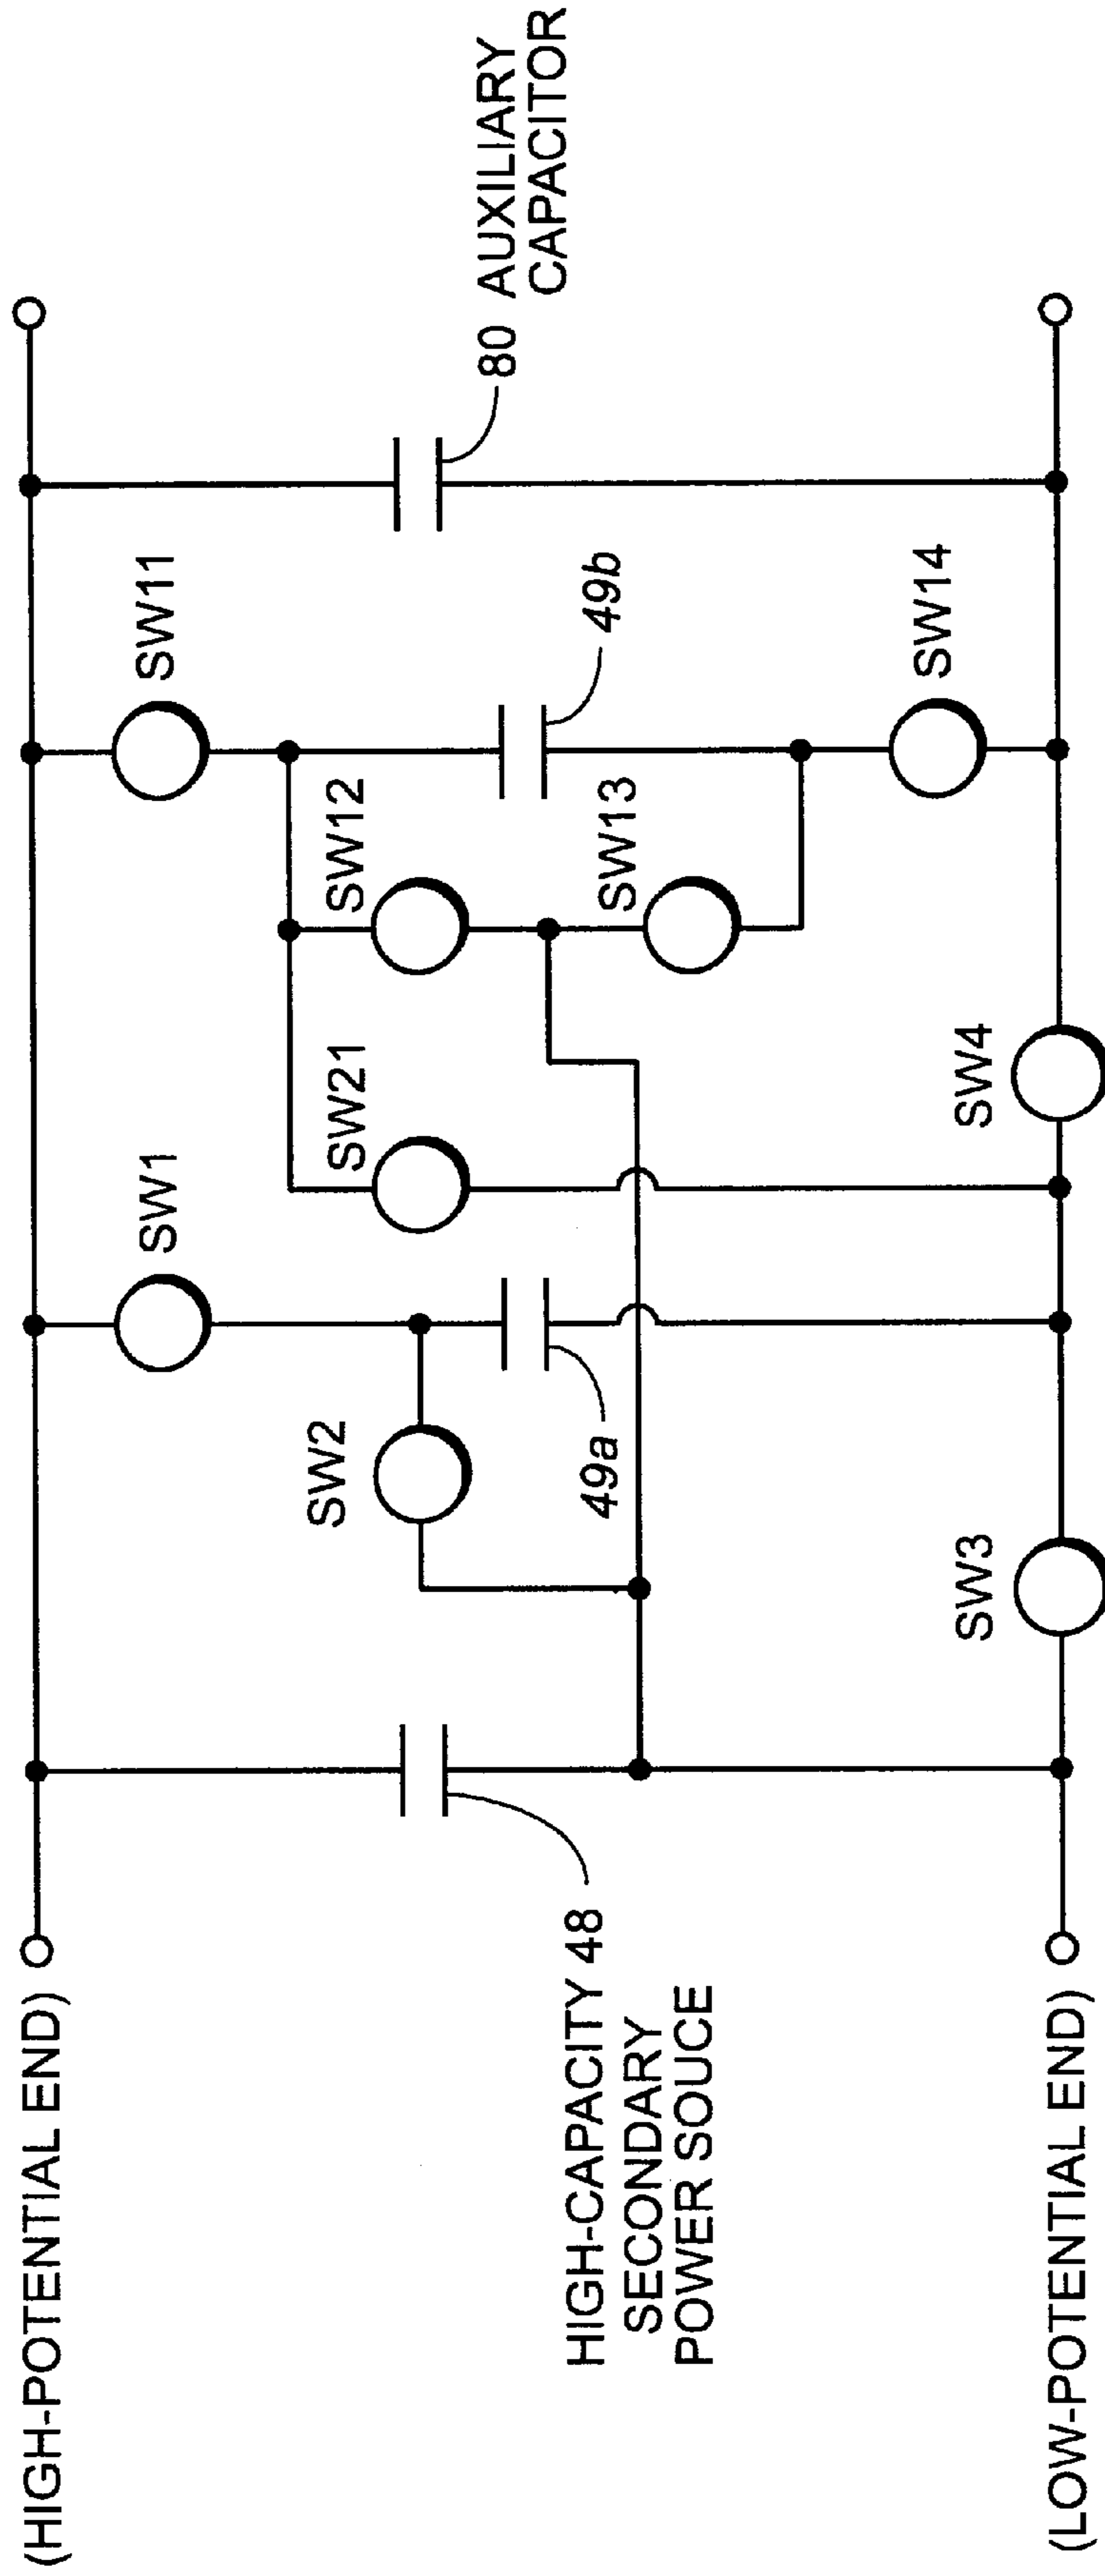 (HIGH-POTENTIAL END)
SW1
SW11
SW2
SW21
SW12
SW13
49a
49b
80 AUXILIARY
CAPACITOR
HIGH-CAPACITY 48
SECONDARY
POWER SOUCE
SW3
SW4
SW14
(LOW-POTENTIAL END)